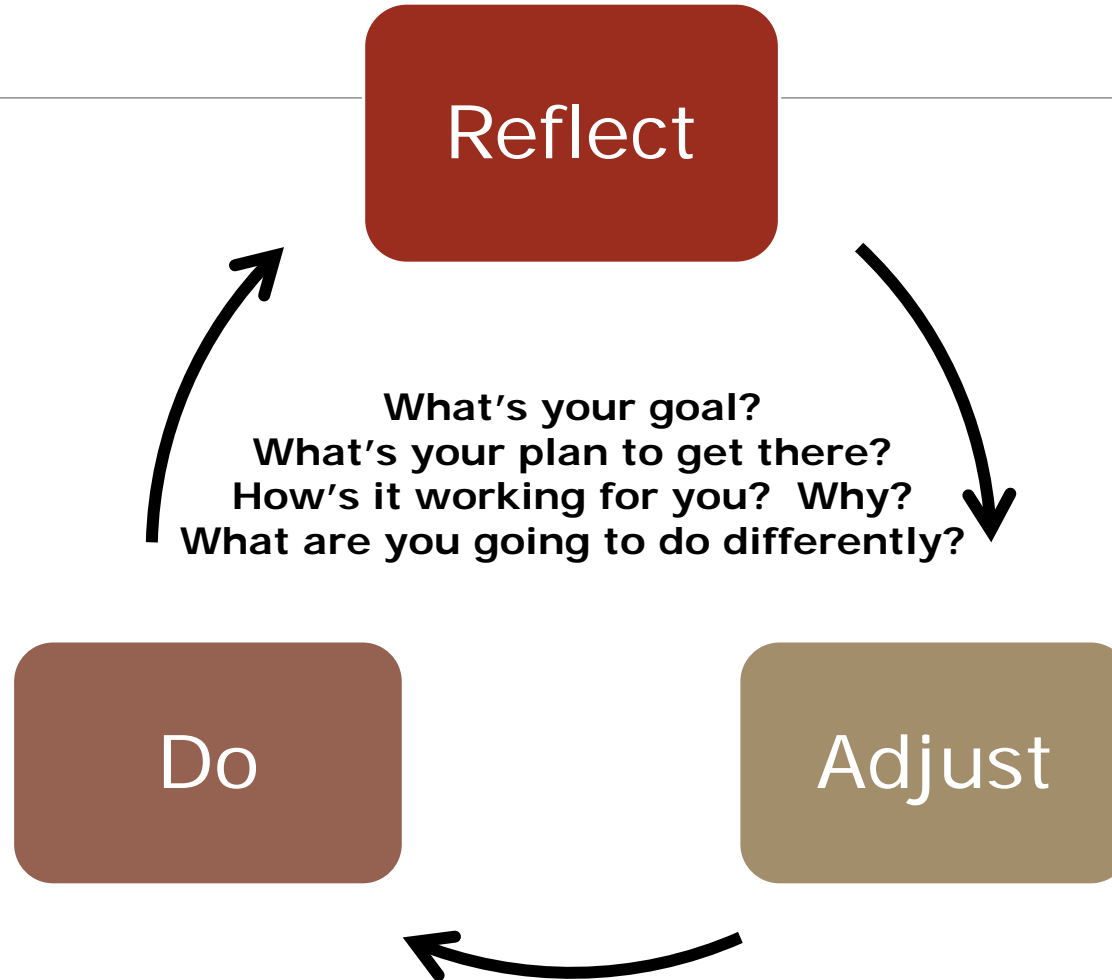 Reflect
What’s your goal?
What’s your plan to get there?
How’s it working for you?  Why?
What are you going to do differently?
Do
Adjust